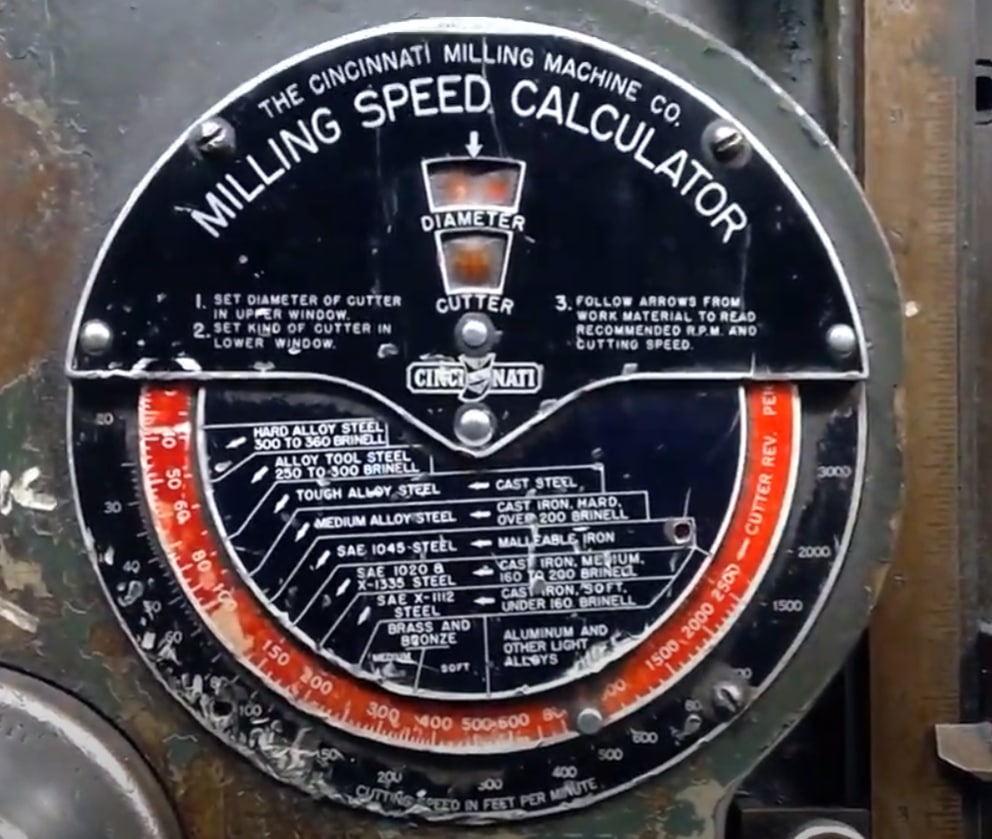 THE CINCINNATI MILLING MACHINE CO.
MILLING SPEED CALCULATOR
DIAMETER
CUTTER
1. SET DIAMETER OF CUTTER
IN UPPER WINDOW.
2. SET KIND OF CUTTER IN
LOWER WINDOW.
3. FOLLOW ARROWS FROM
WORK MATERIAL TO READ
RECOMMENDED R.P.M. AND
CUTTING SPEED.
CINCINNATI
HARD ALLOY STEEL
300 TO 360 BRINELL
ALLOY TOOL STEEL
250 TO 300 BRINELL
TOUGH ALLOY STEEL
CAST STEEL
MEDIUM ALLOY STEEL
CAST IRON, HARD,
OVER 200 BRINELL
SAE 1045 STEEL
MALLEABLE IRON
SAE 1020 &
X-1335 STEEL
CAST IRON, MEDIUM,
160 TO 200 BRINELL
SAE X-1112
STEEL
CAST IRON, SOFT,
UNDER 160 BRINELL
BRASS AND
BRONZE
MEDIUM
SOFT
ALUMINUM AND
OTHER LIGHT
ALLOYS
40 50 60 80 100 150 200 300 400 500 600 1500 2000 2500 CUTTER REV.
20 30 40 50 60 100 150 200 300 400 500 600 1500 2000 3000
CUTTING SPEED IN FEET PER MINUTE